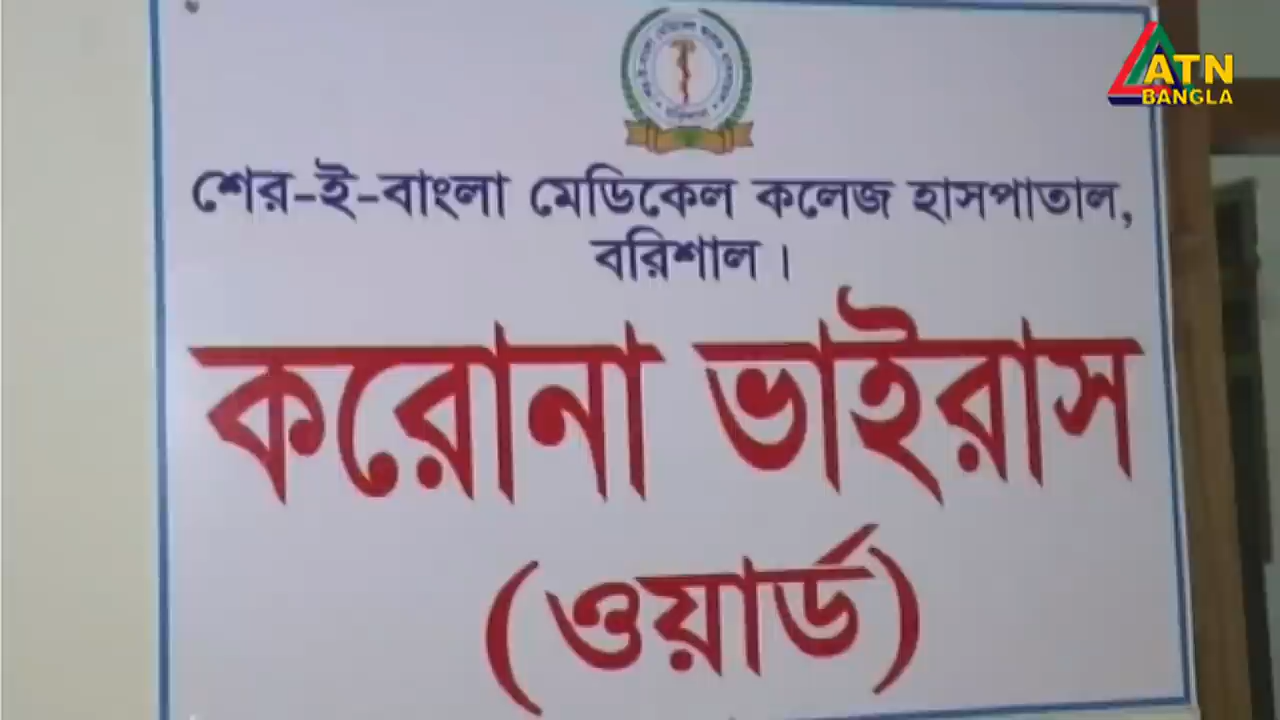 ATN
BANGLA
শের-ই-বাংলা মেডিকেল কলেজ হাসপাতাল,
বরিশাল।
করোনা ভাইরাস
(ওয়ার্ড)